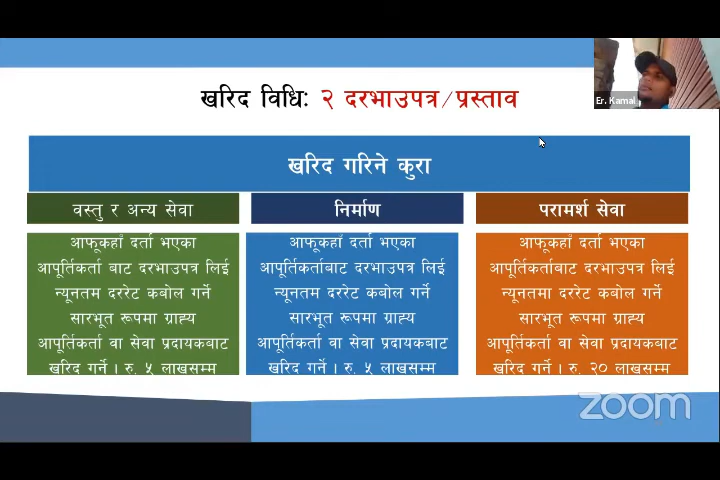 खरिद विधिः २ दरभाउपत्र/प्रस्ताव
Er. Kamal
खरिद गरिने कुरा
वस्तु र अन्य सेवा
आफूकहाँ दर्ता भएका
आपूर्तिकर्ता बाट दरभाउपत्र लिई
न्यूनतम दररेट कबोल गर्ने
सारभूत रूपमा ग्राह्य
आपूर्तिकर्ता वा सेवा प्रदायकबाट
खरिद गर्ने । रु. ५ लाखसम्म
निर्माण
आफूकहाँ दर्ता भएका
आपूर्तिकर्ताबाट दरभाउपत्र लिई
न्यूनतम दररेट कबोल गर्ने
सारभूत रूपमा ग्राह्य
आपूर्तिकर्ता वा सेवा प्रदायकबाट
खरिद गर्ने । रु. ५ लाखसम्म
परामर्श सेवा
आफूकहाँ दर्ता भएका
आपूर्तिकर्ताबाट दरभाउपत्र लिई
न्यूनतमा दररेट कबोल गर्ने
सारभूत रूपमा ग्राह्य
आपूर्तिकर्ता वा सेवा प्रदायकबाट
खरिद गर्ने । रु. २० लाखसम्म
zoom